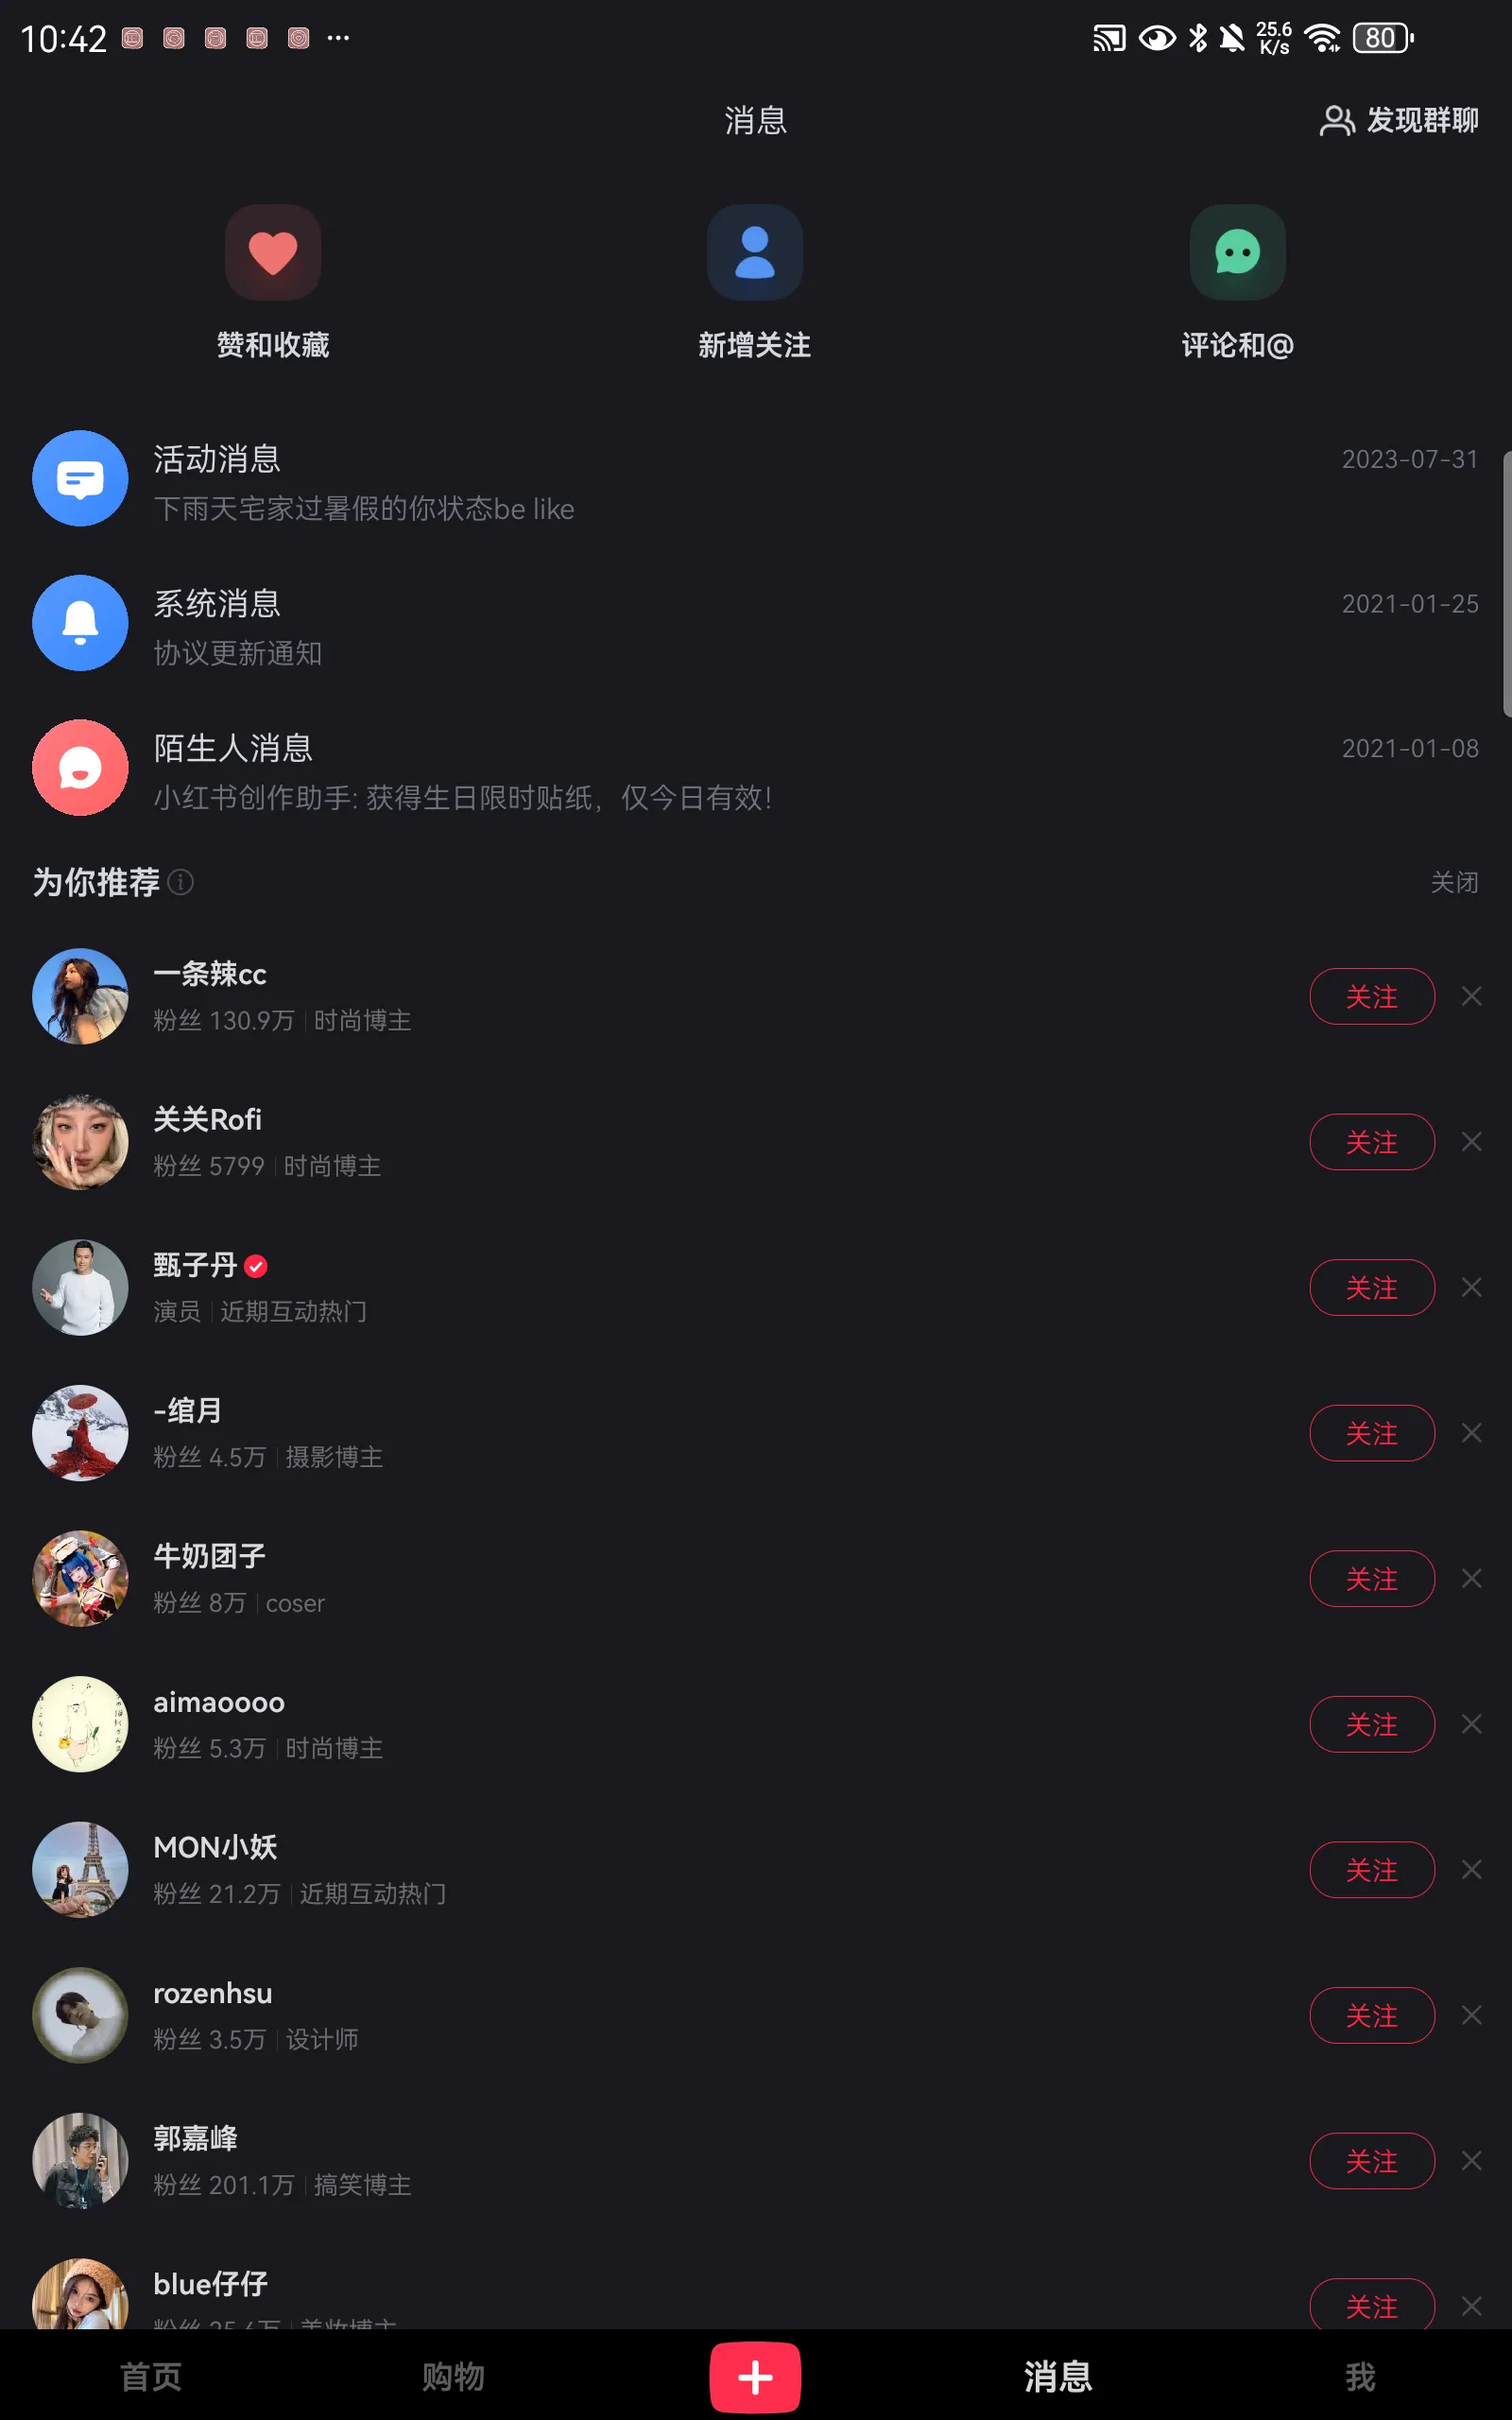 10:42
25.6
K/s
80
消息
发现群聊
赞和收藏
新增关注
评论和@
活动消息
2023-07-31
下雨天宅家过暑假的你状态be like
系统消息
2021-01-25
协议更新通知
陌生人消息
2021-01-08
小红书创作助手: 获得生日限时贴纸，仅今日有效!
为你推荐
关闭
一条辣cc
粉丝 130.9万 | 时尚博主
关注
关关Rofi
粉丝 5799 | 时尚博主
关注
甄子丹
演员 | 近期互动热门
关注
-绾月
粉丝 4.5万 | 摄影博主
关注
牛奶团子
粉丝 8万 | coser
关注
aimaoooo
粉丝 5.3万 | 时尚博主
关注
MON小妖
粉丝 21.2万 | 近期互动热门
关注
rozenhsu
粉丝 3.5万 | 设计师
关注
郭嘉峰
粉丝 201.1万 | 搞笑博主
关注
blue仔仔
粉丝 25.6万 | 美妆博主
关注
首页
购物
消息
我